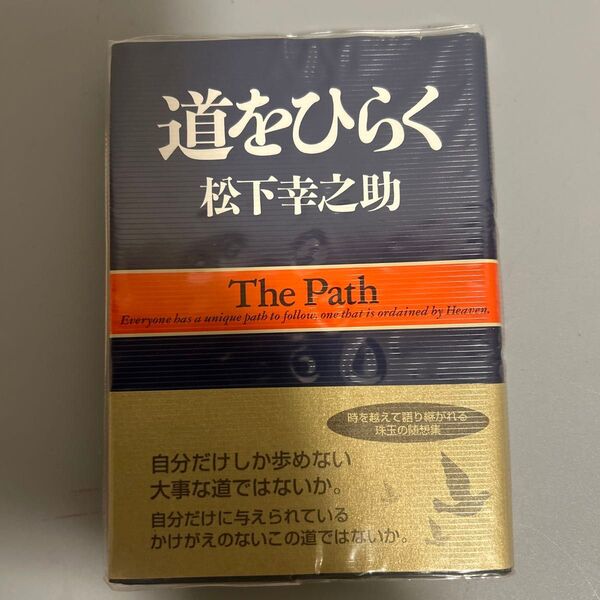 道をひらく
松下幸之助
The Path
Everyone has a unique path to follow, one that is ordained by Heaven.
時を越えて語り継がれる
珠玉の随想集
自分だけしか歩めない
大事な道ではないか。
自分だけに与えられている
かけがえのないこの道ではないか。